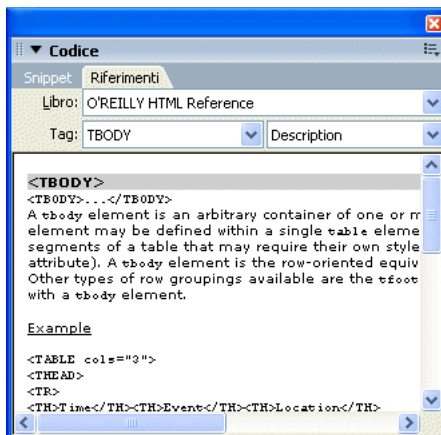 Codice
Snippet Riferimenti
Libro: O'REILLY HTML Reference
Tag: TBODY Description
<TBODY>
<TBODY>...</TBODY>
A tbody element is an arbitrary container of one or m
element may be defined within a single table eleme
segments of a table that may require their own style
attribute). A tbody element is the row-oriented equiv
Other types of row groupings available are the tfoot
with a tbody element.
Example
<TABLE cols="3">
<THEAD>
<TR>
<TH>Time</TH><TH>Event</TH><TH>Location</TH>